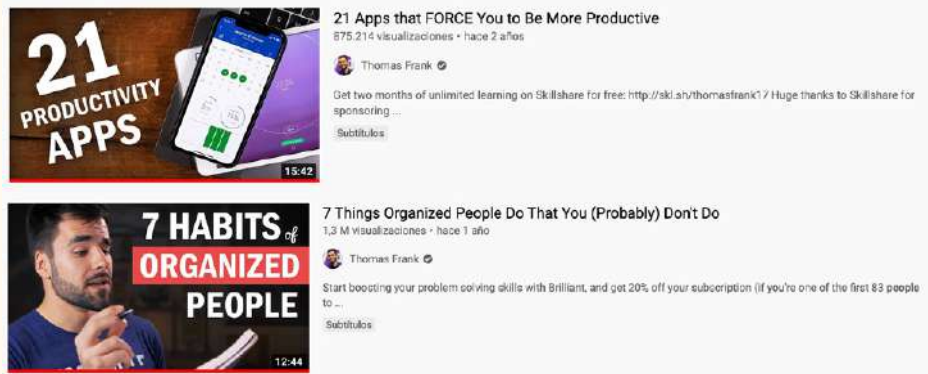 21
PRODUCTIVITY
APPS
15:42
21 Apps that FORCE You to Be More Productive
875.214 visualizaciones • hace 2 años
Thomas Frank
Get two months of unlimited learning on Skillshare for free: http://skl.sh/thomasfrank17 Huge thanks to Skillshare for
sponsoring ...
Subtítulos
7 HABITS of
ORGANIZED
PEOPLE
12:44
7 Things Organized People Do That You (Probably) Don't Do
1,3 M visualizaciones • hace 1 año
Thomas Frank
Start boosting your problem solving skills with Brilliant, and get 20% off your subscription (if you're one of the first 83 people
to ...
Subtítulos